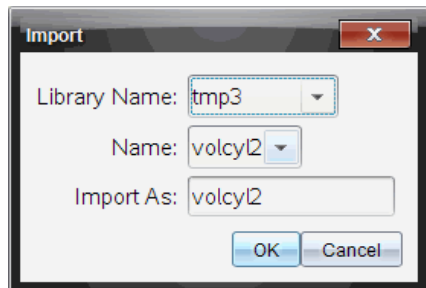 Import
Library Name: tmp3
Name: volcyl2
Import As: volcyl2
OK Cancel